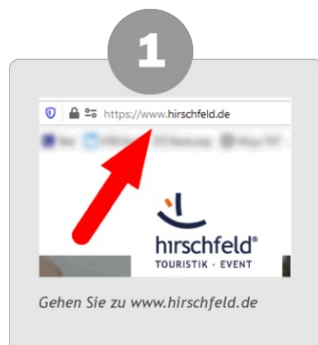 1
https://www.hirschfeld.de
hirschfeld®
TOURISTIK · EVENT
Gehen Sie zu www.hirschfeld.de